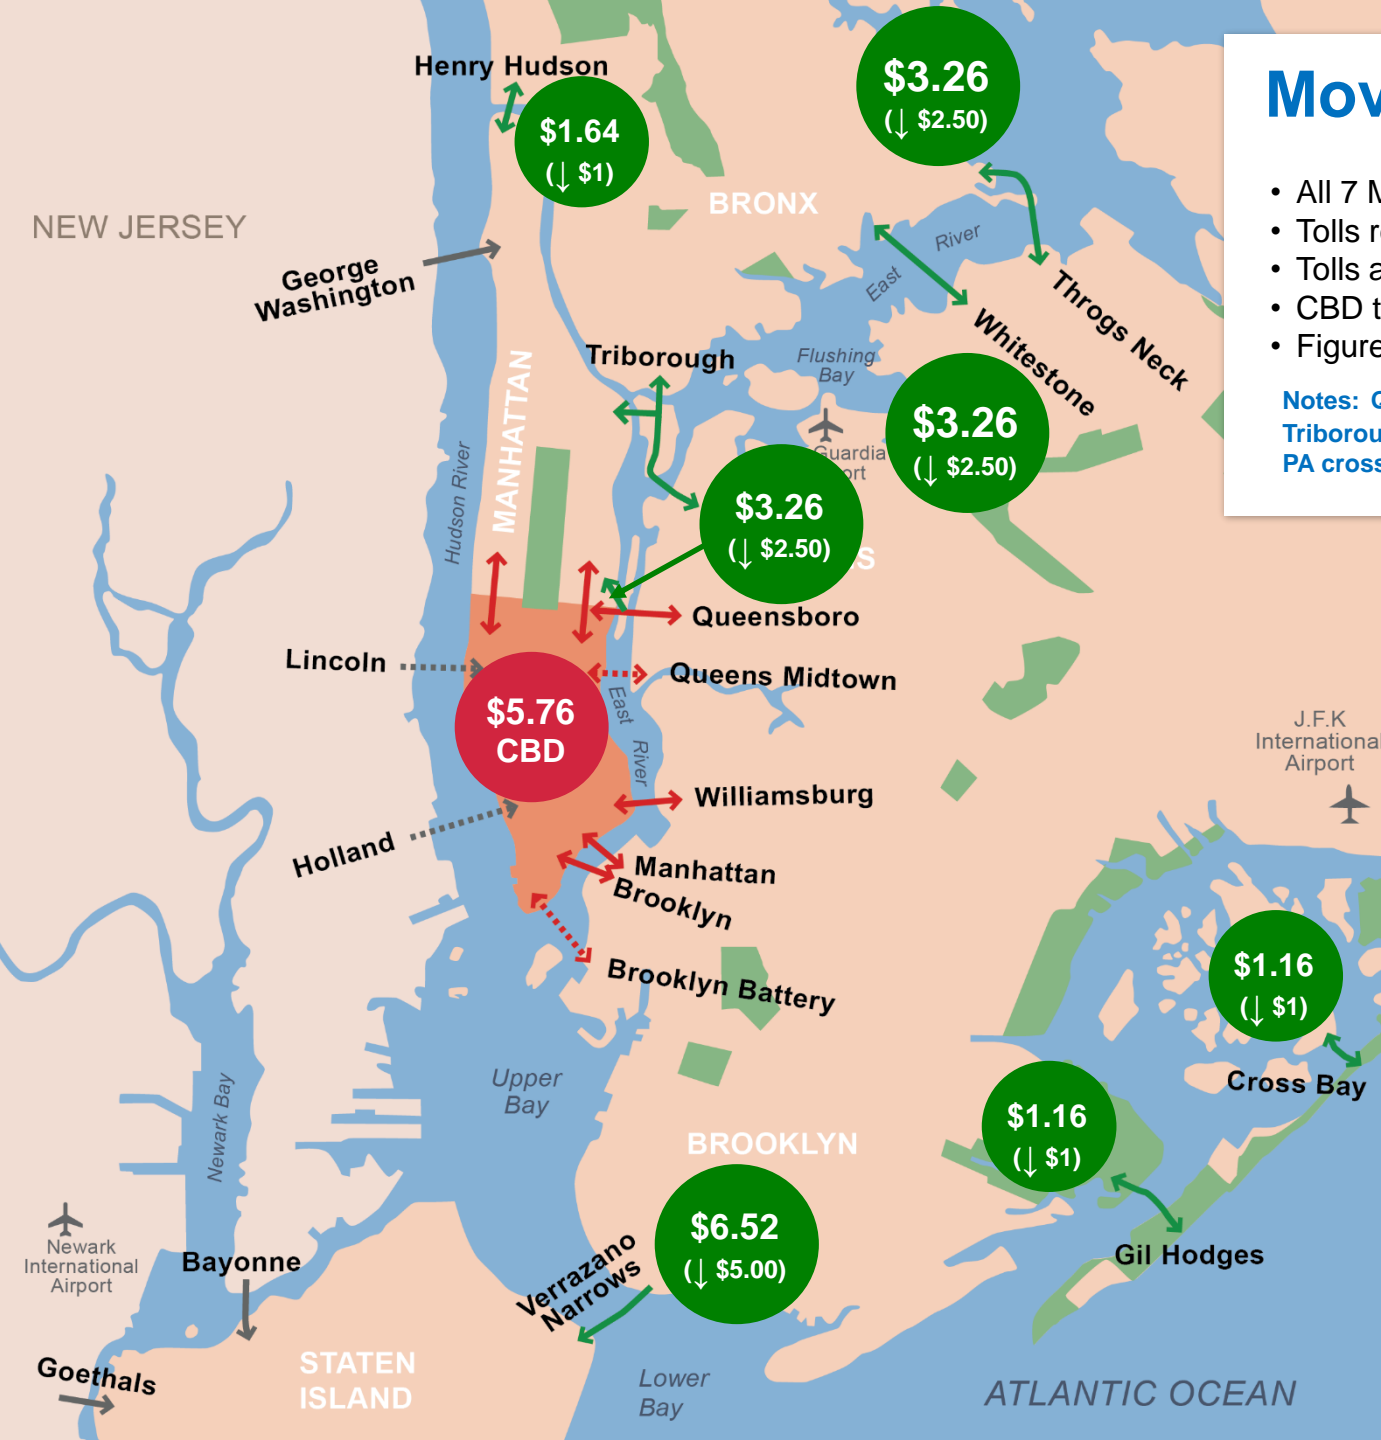 Henry Hudson
$1.64
(↓ $1)
$3.26
(↓ $2.50)
Mov
• All 7 M
• Tolls r
• Tolls a
• CBD t
• Figure
Notes:
Triborou
PA cross
NEW JERSEY
BRONX
George
Washington
East
River
Throgs Neck
Whitestone
Triborough
Flushing
Bay
MANHATTAN
Hudson River
$3.26
(↓ $2.50)
Guardia
ort
$3.26
(↓ $2.50)
S
Queensboro
Lincoln
Queens Midtown
$5.76
CBD
East
River
J.F.K
International
Airport
Williamsburg
Holland
Manhattan
Brooklyn
Brooklyn Battery
$1.16
(↓ $1)
Cross Bay
Upper
Bay
Newark Bay
$1.16
(↓ $1)
BROOKLYN
Gil Hodges
$6.52
(↓ $5.00)
Verrazano
Narrows
Newark
International
Airport
Bayonne
Goethals
STATEN
ISLAND
Lower
Bay
ATLANTIC OCEAN